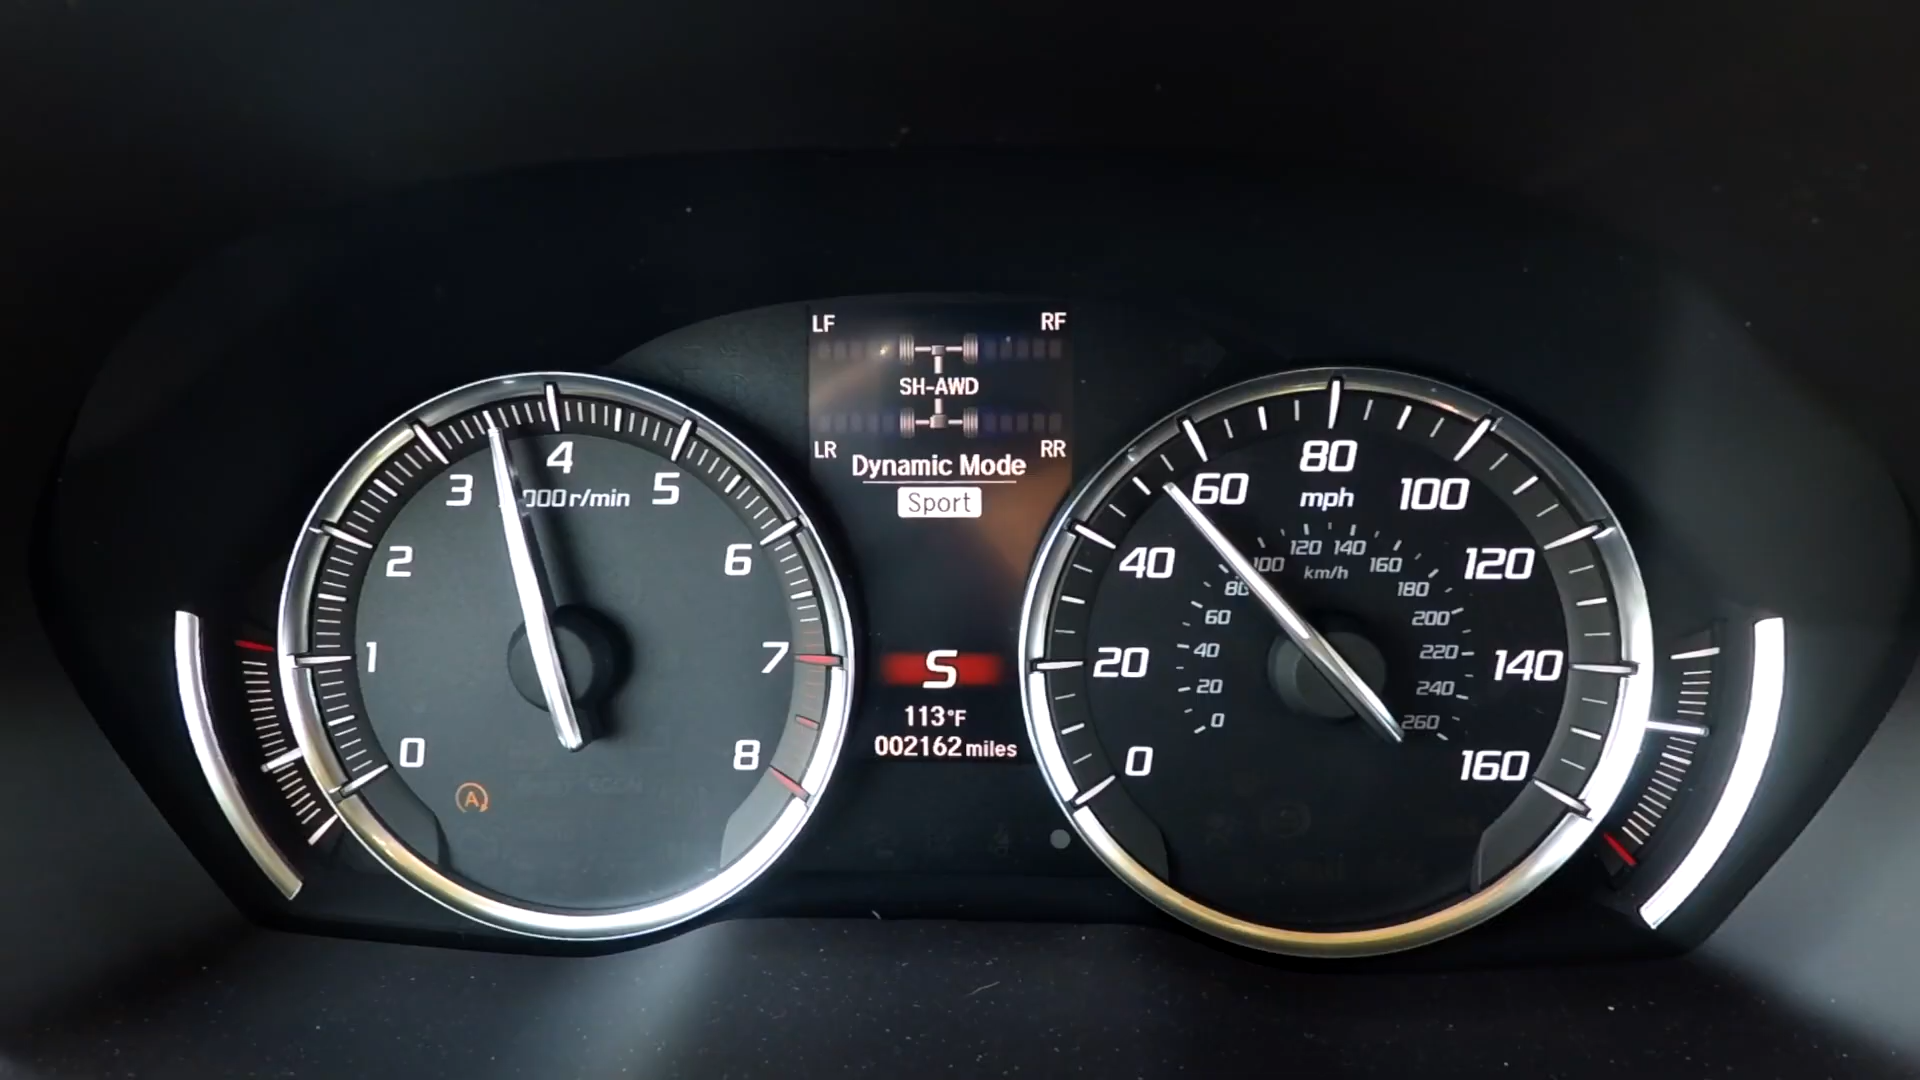 LF RF
SH-AWD
LR RR
Dynamic Mode
Sport
S
113°F
002162 miles
0
1
2
3
4
5
6
7
8
000 r/min
A
0
20
40
60
80
100
120
140
160
mph
0
20
40
60
80
100
120
140
160
180
200
220
240
260
km/h